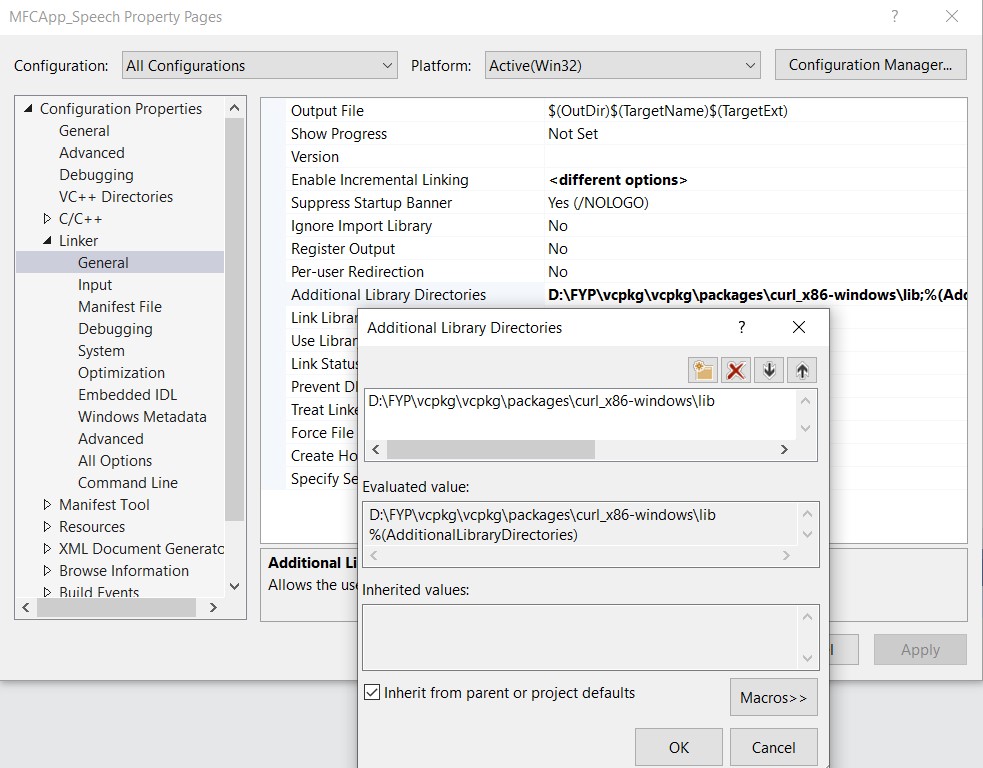 MFCApp_Speech Property Pages
?
Configuration: All Configurations Platform: Active(Win32) Configuration Manager...
Configuration Properties
General
Advanced
Debugging
VC++ Directories
C/C++
Linker
General
Input
Manifest File
Debugging
System
Optimization
Embedded IDL
Windows Metadata
Advanced
All Options
Command Line
Manifest Tool
Resources
XML Document Generato
Browse Information
Build Events
Output File $(OutDir)$(TargetName)$(TargetExt)
Show Progress Not Set
Version
Enable Incremental Linking <different options>
Suppress Startup Banner Yes (/NOLOGO)
Ignore Import Library No
Register Output No
Per-user Redirection No
Additional Library Directories D:\FYP\vcpkg\vcpkg\packages\curl_x86-windows\lib;%(Adc
Link Librar
Use Librar
Link Status
Prevent Dl
Treat Linke
Force File
Create Ho
Specify Se
Additional Li
Allows the use
Apply
Additional Library Directories
?
D:\FYP\vcpkg\vcpkg\packages\curl_x86-windows\lib
Evaluated value:
D:\FYP\vcpkg\vcpkg\packages\curl_x86-windows\lib
%(AdditionalLibraryDirectories)
Inherited values:
Inherit from parent or project defaults
Macros>>
OK Cancel